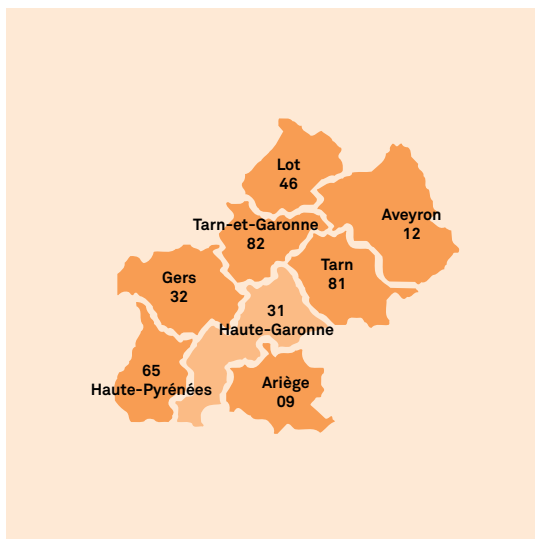 Lot
46
Aveyron
12
Tarn-et-Garonne
82
Tarn
81
Gers
32
31
Haute-Garonne
65
Haute-Pyrénées
Ariège
09